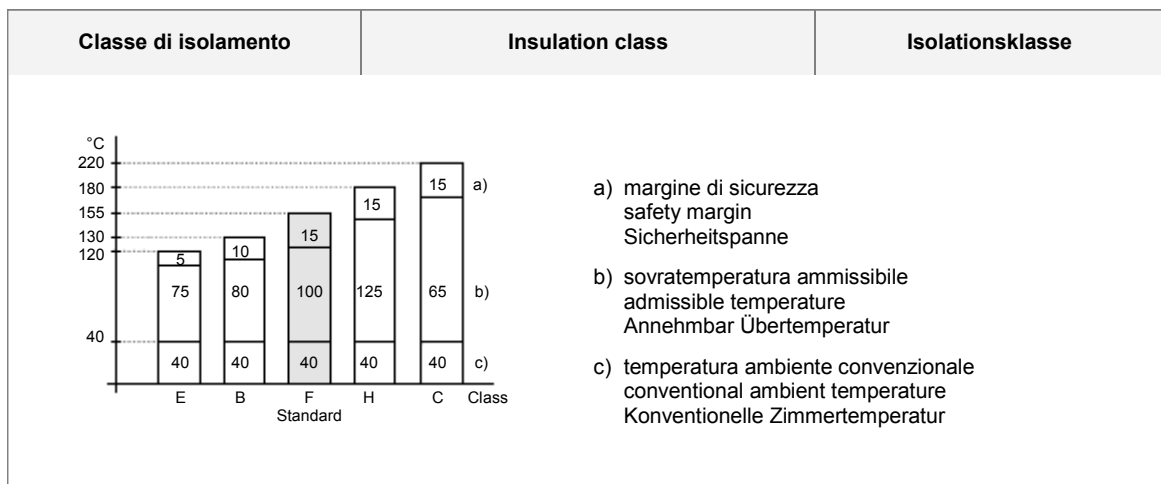 Classe di isolamento
Insulation class
Isolationsklasse
°C
220
180
155
130
120
40
15
a)
15
15
10
5
75
80
100
125
65
b)
40
40
40
40
40
c)
E
B
F
H
C
Class
Standard
a) margine di sicurezza
safety margin
Sicherheitspanne
b) sovratemperatura ammissibile
admissible temperature
Annehmbar Übertemperatur
c) temperatura ambiente convenzionale
conventional ambient temperature
Konventionelle Zimmertemperatur